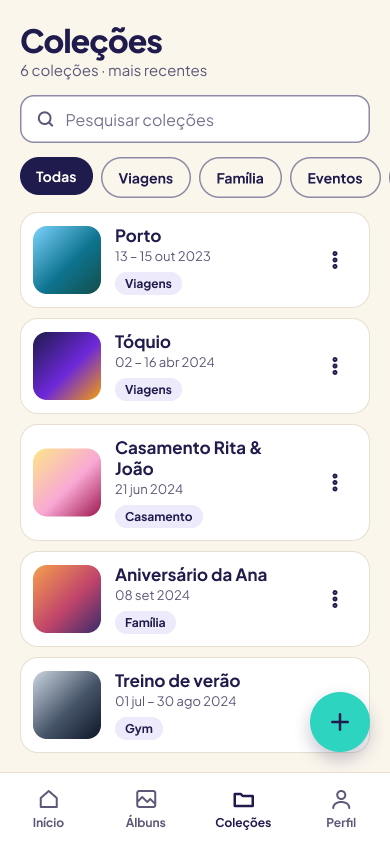 Coleções
6 coleções · mais recentes
Pesquisar coleções
Todas
Viagens
Família
Eventos
Porto
13 – 15 out 2023
Viagens
Tóquio
02 – 16 abr 2024
Viagens
Casamento Rita &
João
21 jun 2024
Casamento
Aniversário da Ana
08 set 2024
Família
Treino de verão
01 jul – 30 ago 2024
Gym
Início
Álbuns
Coleções
Perfil